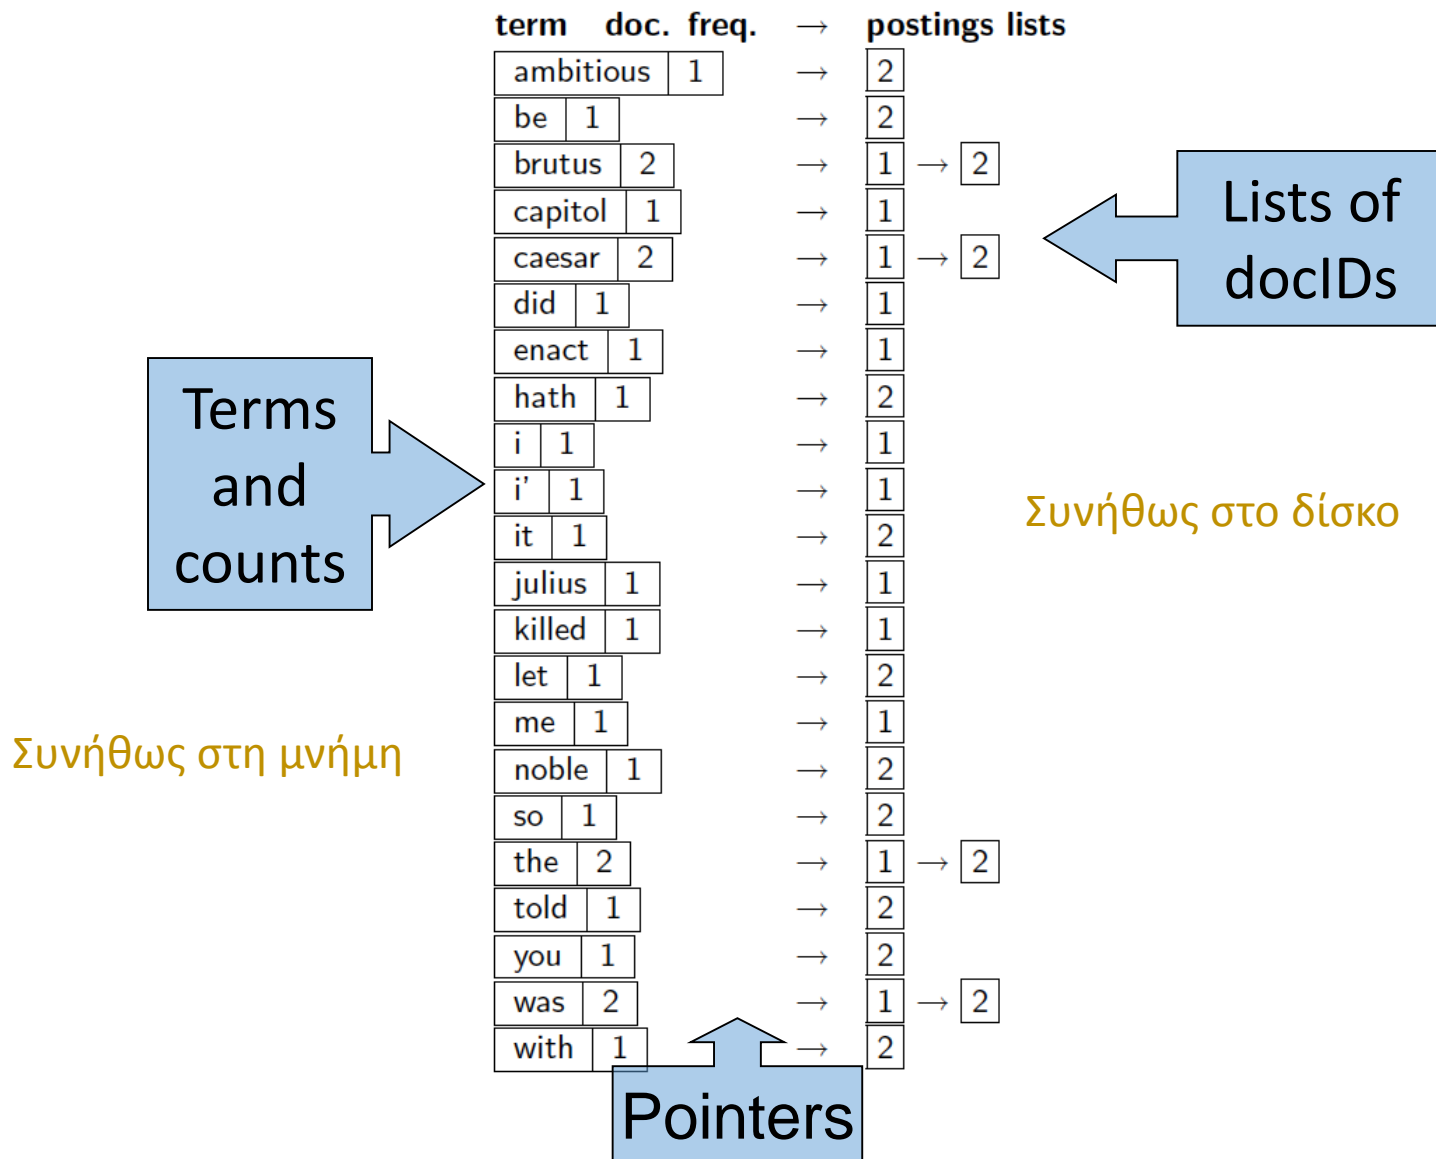 term doc. freq. → postings lists
ambitious 1 → 2
be 1 → 2
brutus 2 → 1 → 2
capitol 1 → 1
caesar 2 → 1 → 2
did 1 → 1
enact 1 → 1
hath 1 → 2
i 1 → 1
i' 1 → 1
it 1 → 2
julius 1 → 1
killed 1 → 1
let 1 → 2
me 1 → 1
noble 1 → 2
so 1 → 2
the 2 → 1 → 2
told 1 → 2
you 1 → 2
was 2 → 1 → 2
with 1 → 2
Lists of
docIDs
Terms
and
counts
Συνήθως στο δίσκο
Συνήθως στη μνήμη
Pointers